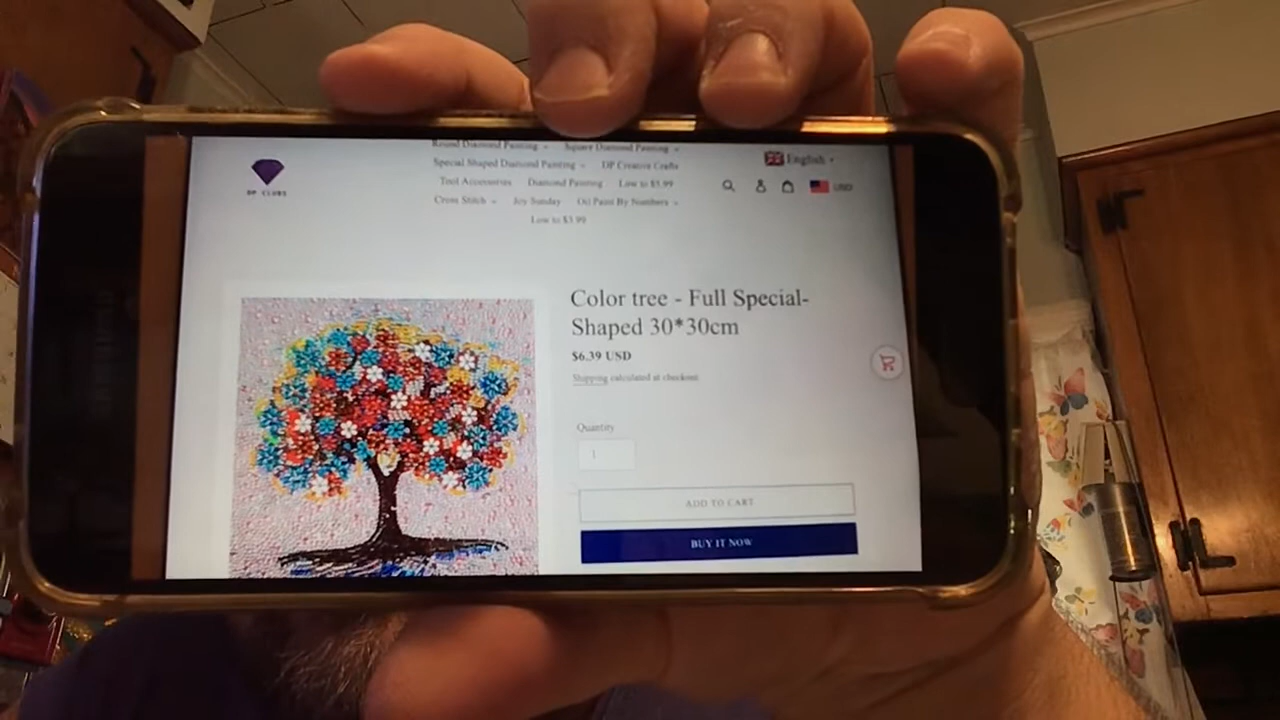 Round Diamond Painting Square Diamond Painting
English
DP CLUBS
Special Shaped Diamond Painting DP Creative Crafts
Tool Accessories Diamond Painting Low to $5.99
USD
Cross Stitch Joy Sunday Oil Paint By Numbers
Low to $3.99
Color tree - Full Special-
Shaped 30*30cm
$6.39 USD
Shipping calculated at checkout.
Quantity
1
ADD TO CART
BUY IT NOW